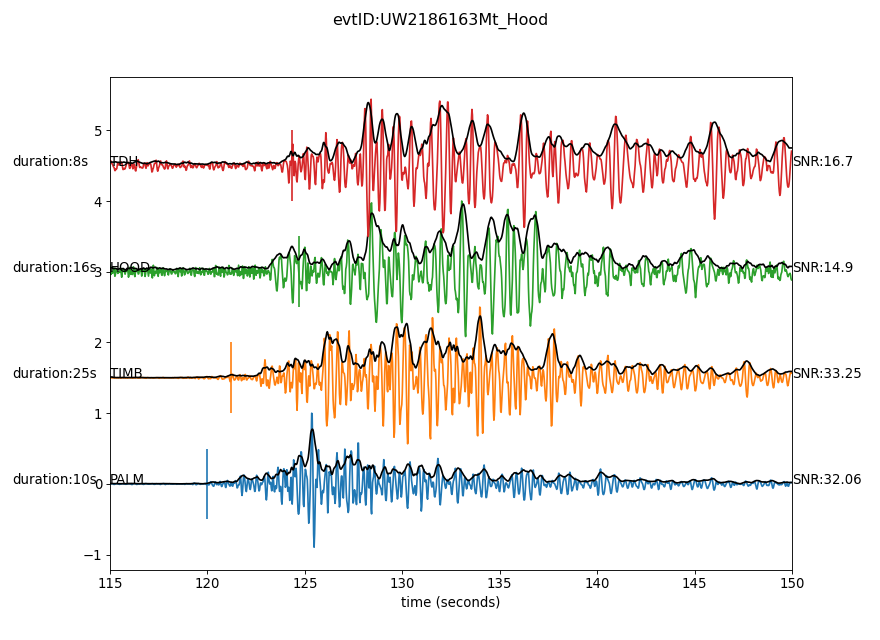 evtID:UW2186163Mt_Hood
5
duration:8s TDH SNR:16.7
4
duration:16s 3 HOOD SNR:14.9
2
duration:25s TIMB SNR:33.25
1
duration:10s 0 PALM SNR:32.06
−1
115 120 125 130 135 140 145 150
time (seconds)